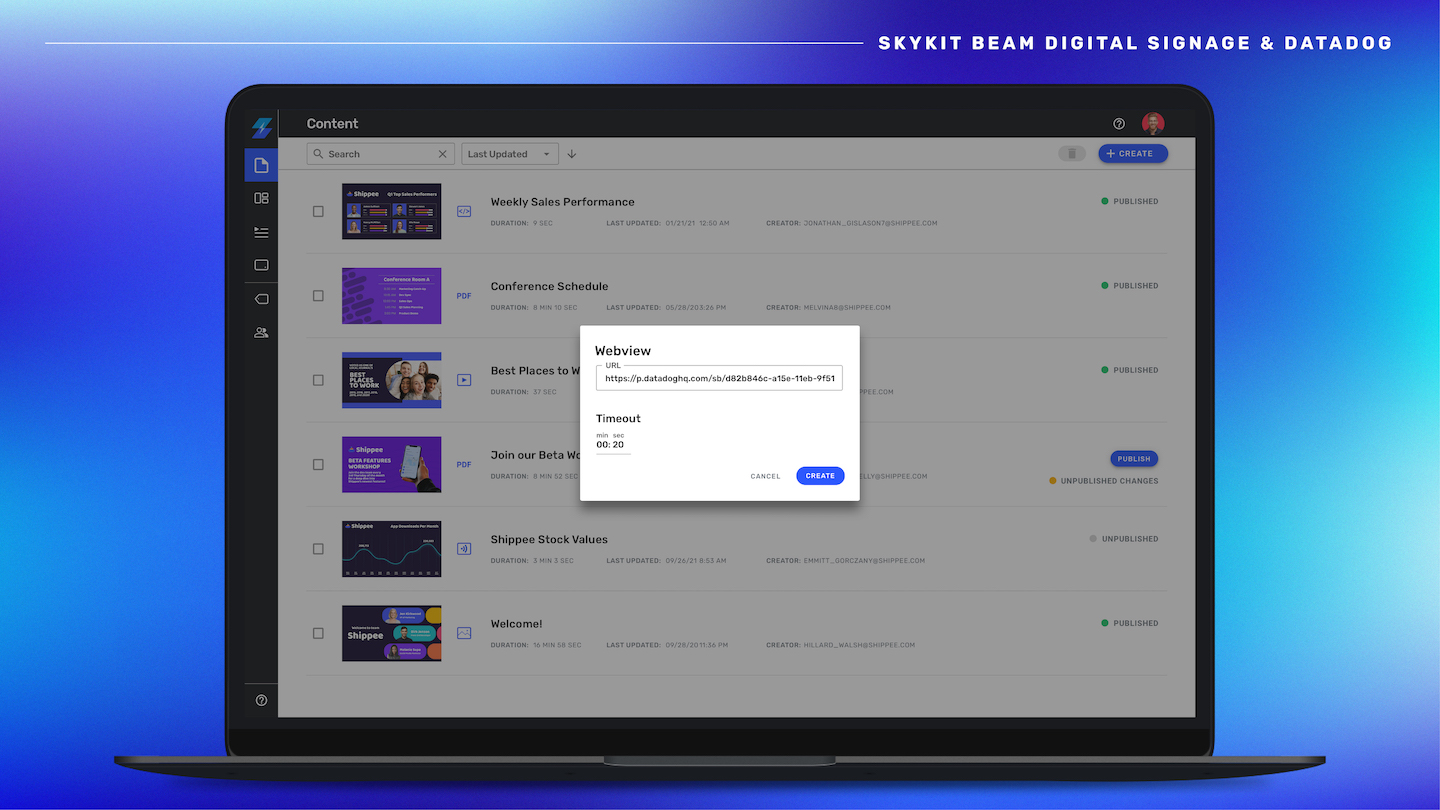 SKYKIT BEAM DIGITAL SIGNAGE & DATADOG
Content
Search
Last Updated
+ CREATE
Shippee Q1 Top Sales Performers
Weekly Sales Performance
DURATION: 9 SEC LAST UPDATED: 01/21/21 12:50 AM CREATOR: JONATHAN_GISLASON7@SHIPPEE.COM
PUBLISHED
Conference Room A
PDF
Conference Schedule
DURATION: 8 MIN 10 SEC LAST UPDATED: 05/28/203:26 PM CREATOR: MELVINA8@SHIPPEE.COM
PUBLISHED
BEST
PLACES
TO WORK
Best Places to W
DURATION: 37 SEC
PEE.COM
PUBLISHED
Webview
URL
https://p.datadoghq.com/sb/d82b846c-a15e-11eb-9f51
Timeout
min sec
00: 20
CANCEL
CREATE
Shippee
BETA FEATURES
WORKSHOP
PDF
Join our Beta Wo
DURATION: 8 MIN 52 SEC
ELLY@SHIPPEE.COM
PUBLISH
UNPUBLISHED CHANGES
Shippee App Downloads Per Month
Shippee Stock Values
DURATION: 3 MIN 3 SEC LAST UPDATED: 09/26/21 8:53 AM CREATOR: EMMITT_GORCZANY@SHIPPEE.COM
UNPUBLISHED
Welcome to team
Shippee
Welcome!
DURATION: 16 MIN 58 SEC LAST UPDATED: 09/28/2011:36 PM CREATOR: HILLARD_WALSH@SHIPPEE.COM
PUBLISHED